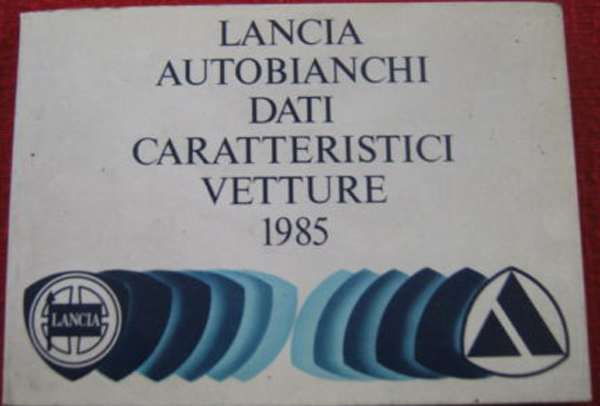 LANCIA
AUTOBIANCHI
DATI
CARATTERISTICI
VETTURE
1985
LANCIA